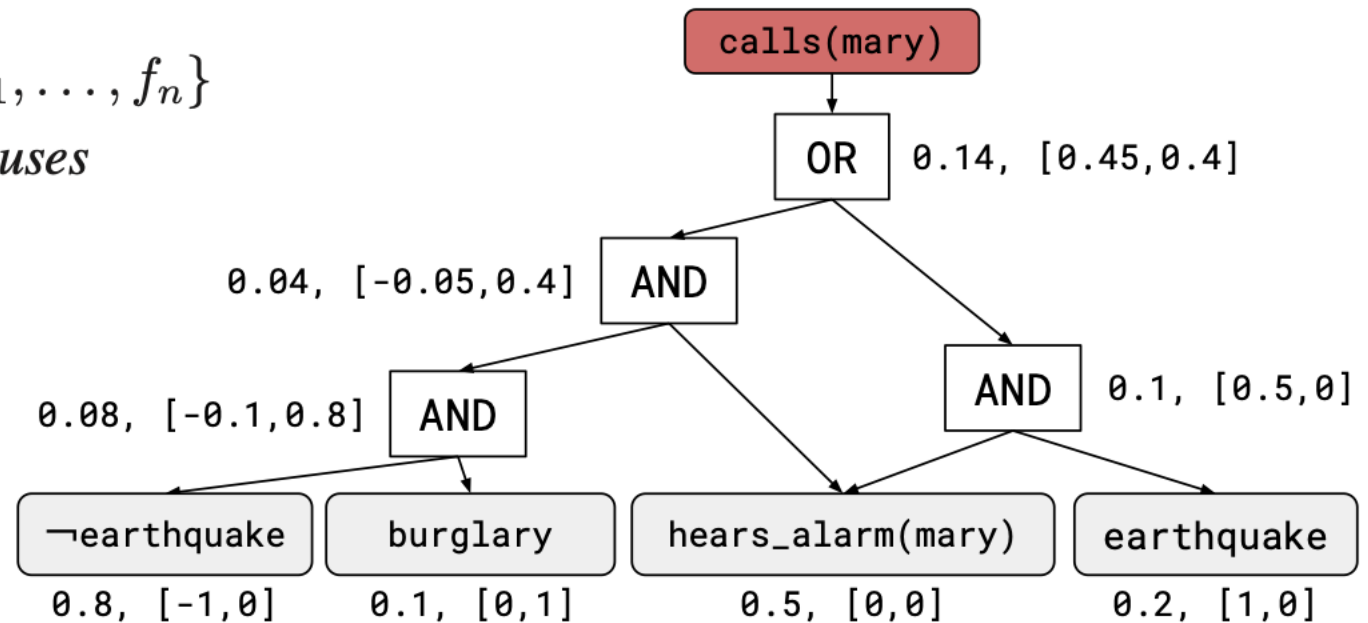 calls(mary)
, . . . , fₙ}
uses
OR 0.14, [0.45,0.4]
0.04, [-0.05,0.4] AND
AND 0.1, [0.5,0]
0.08, [-0.1,0.8] AND
¬earthquake burglary hears_alarm(mary) earthquake
0.8, [-1,0] 0.1, [0,1] 0.5, [0,0] 0.2, [1,0]